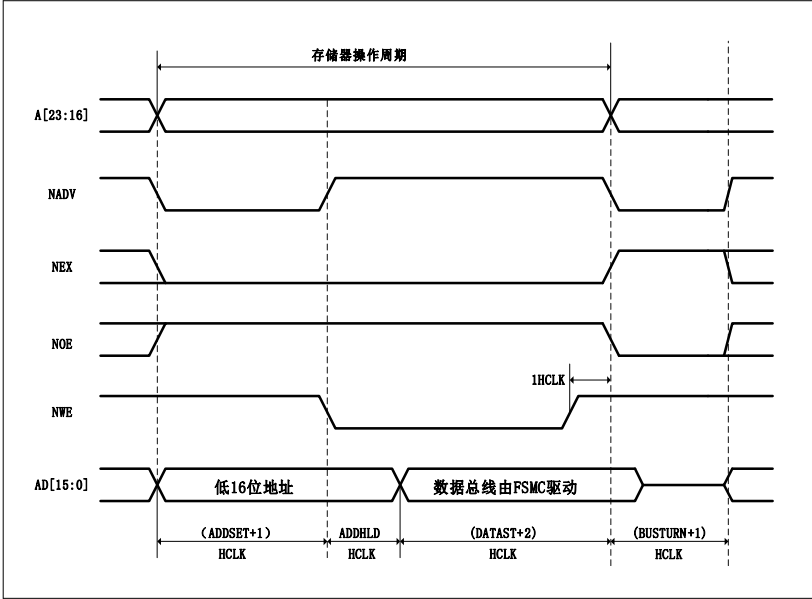 存储器操作周期
A[23:16]
NADV
NEX
NOE
1HCLK
NWE
AD[15:0]
低16位地址
数据总线由FSMC驱动
(ADDSET+1)
ADDHLD
(DATAST+2)
(BUSTURN+1)
HCLK
HCLK
HCLK
HCLK